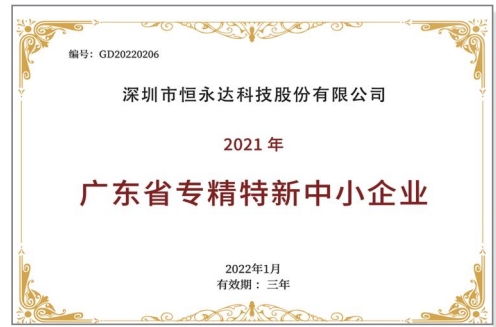 编号：GD20220206
深圳市恒永达科技股份有限公司
2021 年
广东省专精特新中小企业
2022年1月
有效期：三年